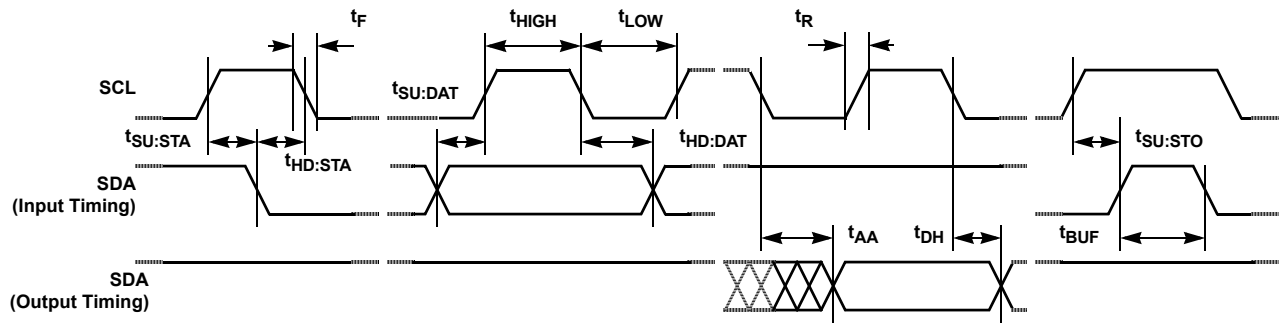 tF
tHIGH
tLOW
tR
SCL
tSU:DAT
tSU:STA
tHD:STA
tHD:DAT
tSU:STO
SDA
(Input Timing)
tAA
tDH
tBUF
SDA
(Output Timing)